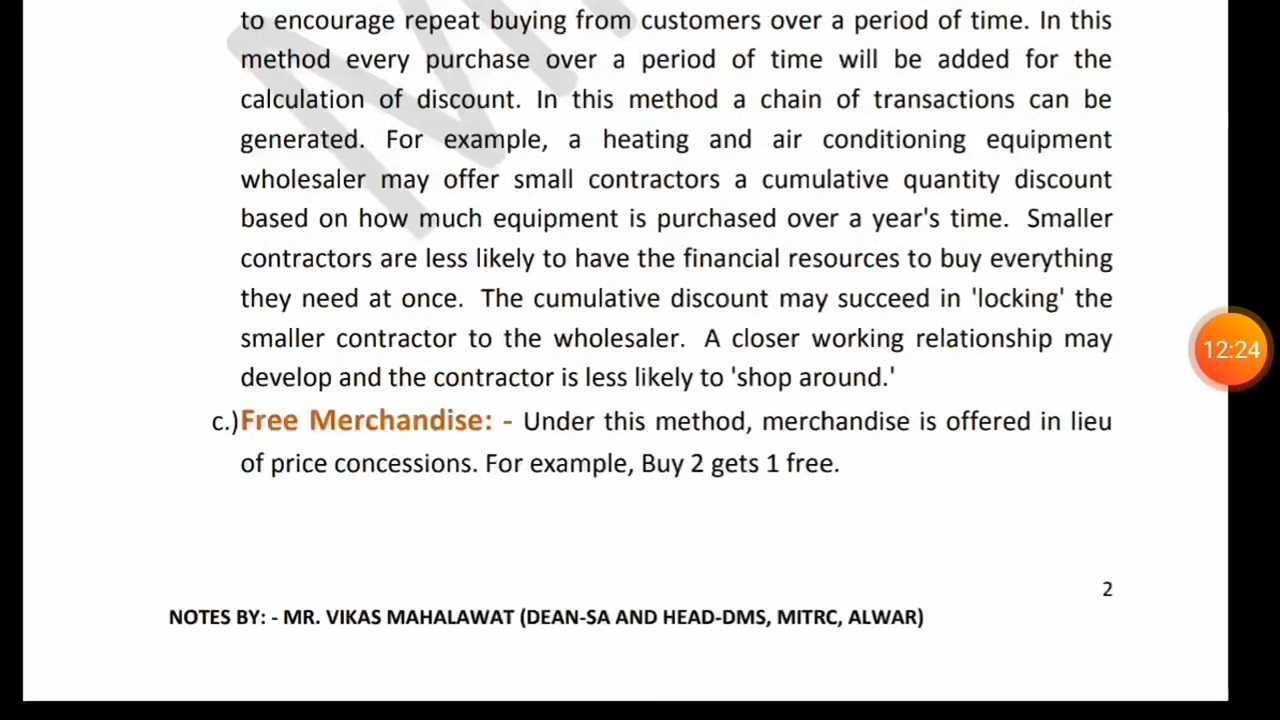 to encourage repeat buying from customers over a period of time. In this
method every purchase over a period of time will be added for the
calculation of discount. In this method a chain of transactions can be
generated. For example, a heating and air conditioning equipment
wholesaler may offer small contractors a cumulative quantity discount
based on how much equipment is purchased over a year's time. Smaller
contractors are less likely to have the financial resources to buy everything
they need at once. The cumulative discount may succeed in 'locking' the
smaller contractor to the wholesaler. A closer working relationship may
develop and the contractor is less likely to 'shop around.'
c.)Free Merchandise: - Under this method, merchandise is offered in lieu
of price concessions. For example, Buy 2 gets 1 free.
12:24
2
NOTES BY: - MR. VIKAS MAHALAWAT (DEAN-SA AND HEAD-DMS, MITRC, ALWAR)